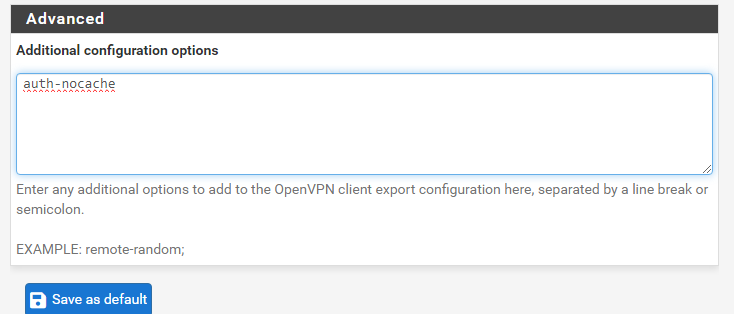 Advanced
Additional configuration options
auth-nocache
Enter any additional options to add to the OpenVPN client export configuration here, separated by a line break or
semicolon.
EXAMPLE: remote-random;
Save as default